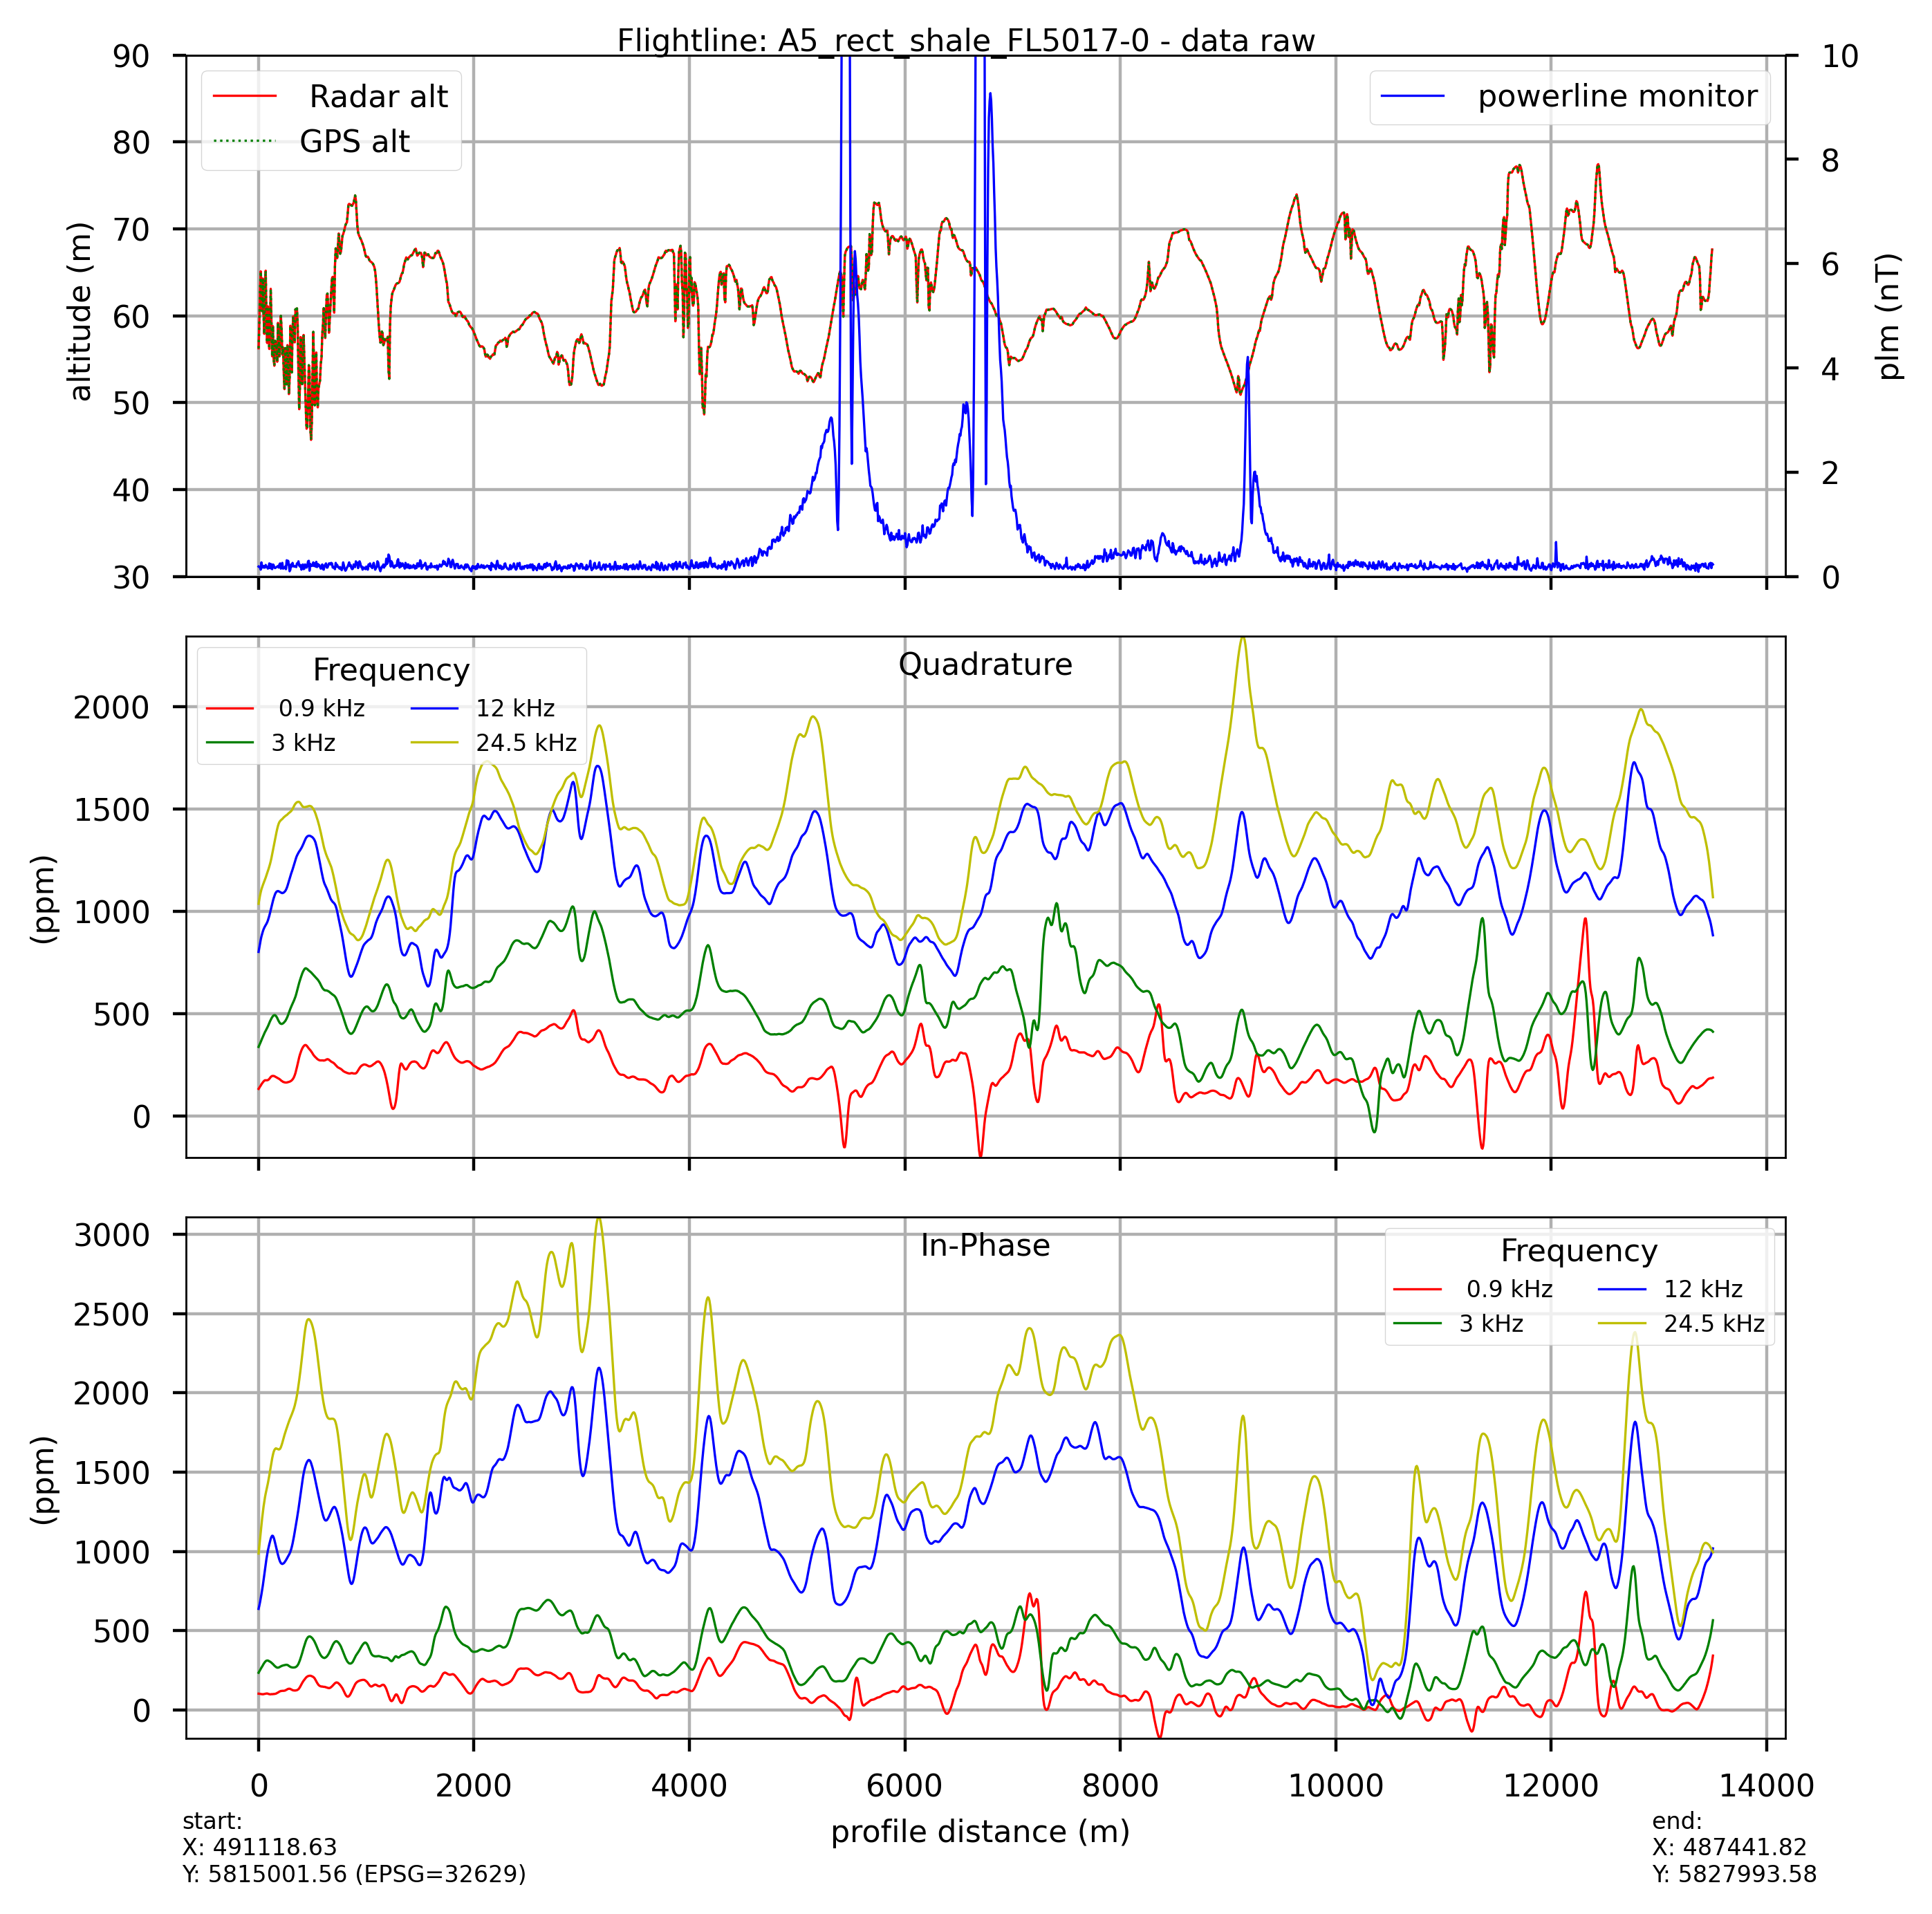 Flightline: A5_rect_shale_FL5017-0 - data raw
90
80
70
60
50
40
30
altitude (m)
Radar alt
GPS alt
powerline monitor
10
8
6
4
2
0
plm (nT)
Quadrature
Frequency
0.9 kHz 12 kHz
3 kHz 24.5 kHz
2000
1500
1000
500
0
(ppm)
In-Phase
Frequency
0.9 kHz 12 kHz
3 kHz 24.5 kHz
3000
2500
2000
1500
1000
500
0
(ppm)
0 2000 4000 6000 8000 10000 12000 14000
profile distance (m)
start:
X: 491118.63
Y: 5815001.56 (EPSG=32629)
end:
X: 487441.82
Y: 5827993.58